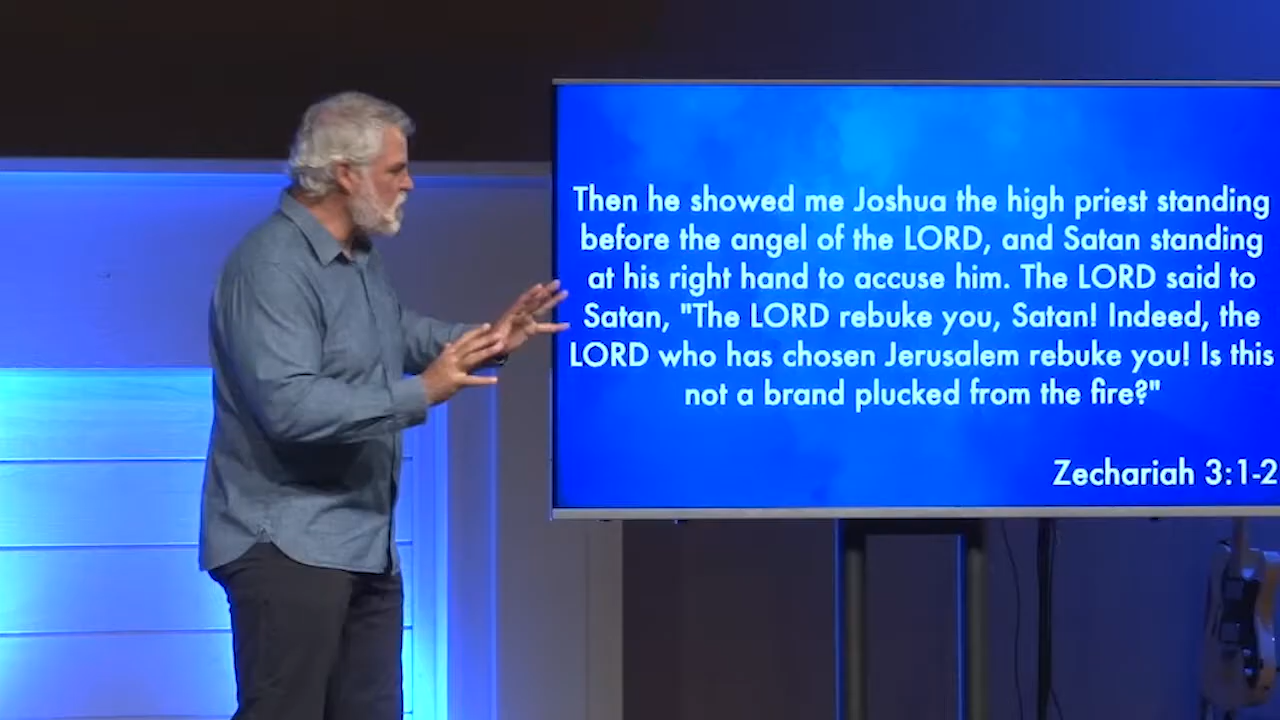 Then he showed me Joshua the high priest standing
before the angel of the LORD, and Satan standing
at his right hand to accuse him. The LORD said to
Satan, "The LORD rebuke you, Satan! Indeed, the
LORD who has chosen Jerusalem rebuke you! Is this
not a brand plucked from the fire?"
Zechariah 3:1-2